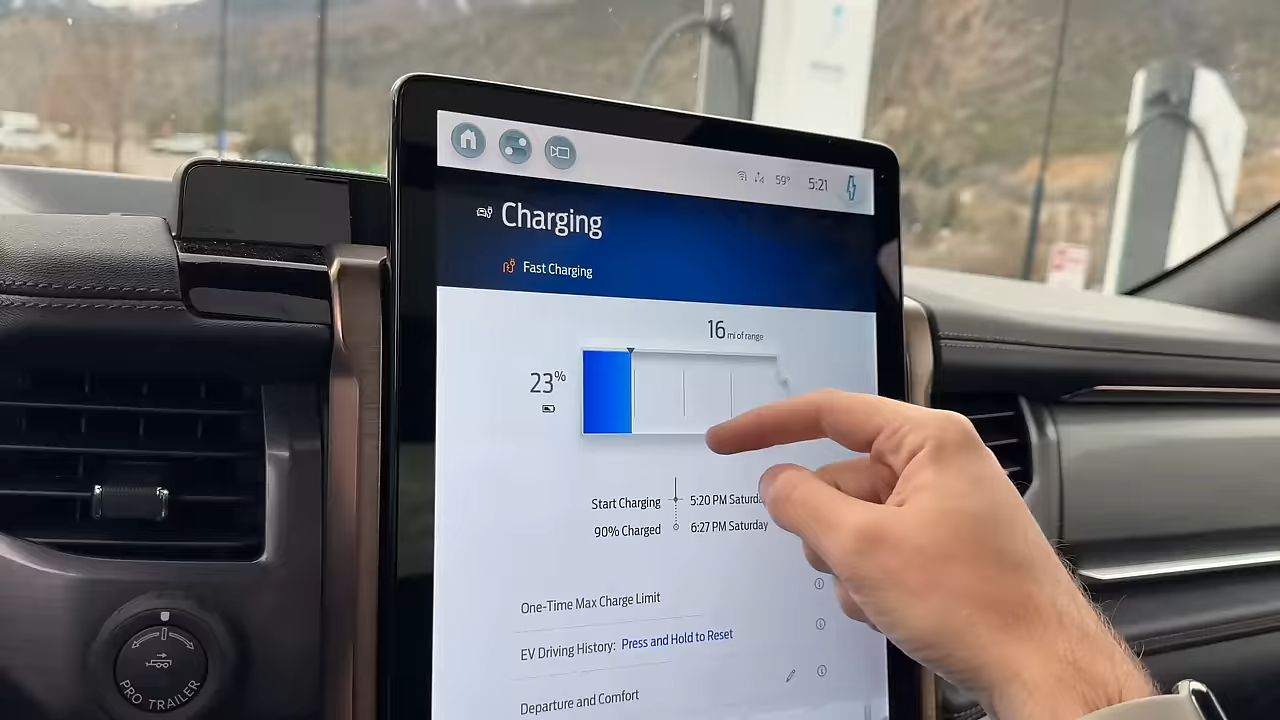 59° 5:21
Charging
Fast Charging
16 mi of range
23%
Start Charging 5:20 PM
90% Charged 6:27 PM Saturday
One-Time Max Charge Limit
EV Driving History: Press and Hold to Reset
Departure and Comfort
PRO TRAILER